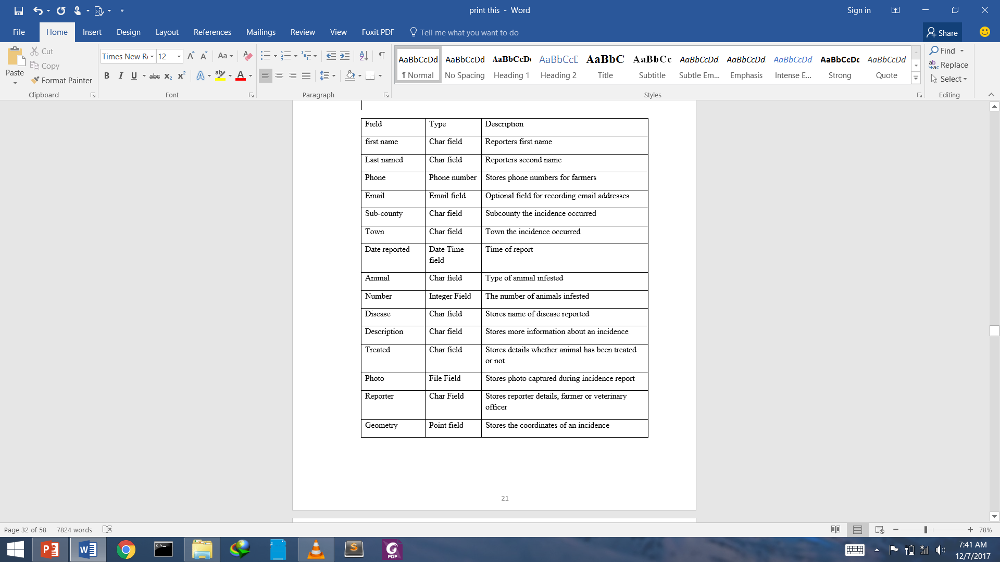 print this - Word
Sign in
File Home Insert Design Layout References Mailings Review View Foxit PDF Tell me what you want to do
Share
Paste
Cut
Copy
Format Painter
Clipboard
Times New R 12
Aa
B I U abc x₂ x²
Font
Paragraph
AaBbCcDd AaBbCcDd AaBbCcD AaBbCcD AaBbC AaBbCc AaBbCcDd AaBbCcDd AaBbCcDd AaBbCcDc AaBbCcDd
¶ Normal No Spacing Heading 1 Heading 2 Title Subtitle Subtle Em... Emphasis Intense E... Strong Quote
Styles
Find
Replace
Select
Editing
Field Type Description
first name Char field Reporters first name
Last named Char field Reporters second name
Phone Phone number Stores phone numbers for farmers
Email Email field Optional field for recording email addresses
Sub-county Char field Subcounty the incidence occurred
Town Char field Town the incidence occurred
Date reported Date Time Time of report
field
Animal Char field Type of animal infested
Number Integer Field The number of animals infested
Disease Char field Stores name of disease reported
Description Char field Stores more information about an incidence
Treated Char field Stores details whether animal has been treated
or not
Photo File Field Stores photo captured during incidence report
Reporter Char Field Stores reporter details, farmer or veterinary
officer
Geometry Point field Stores the coordinates of an incidence
21
Page 32 of 58 7824 words
78%
7:41 AM
12/7/2017